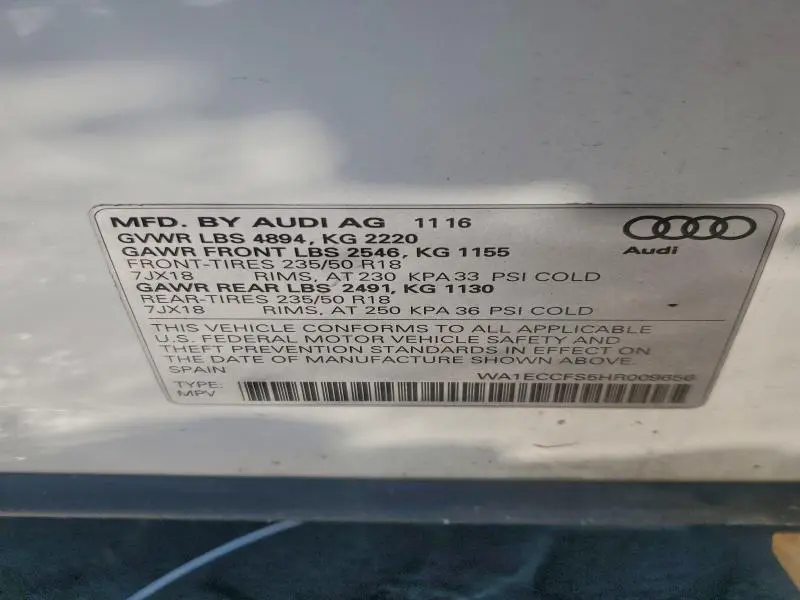 MFD. BY AUDI AG 11 16
GVWR LBS 4894, KG 2220
GAWR FRONT LBS 2546, KG 1155
FRONT-TIRES 235/50 R18
7JX18 RIMS, AT 230 KPA 33 PSI COLD
GAWR REAR LBS 2491, KG 1130
REAR-TIRES 235/50 R18
7JX18 RIMS, AT 250 KPA 36 PSI COLD
THIS VEHICLE CONFORMS TO ALL APPLICABLE
U.S. FEDERAL MOTOR VEHICLE SAFETY AND
THEFT PREVENTION STANDARDS IN EFFECT ON
THE DATE OF MANUFACTURE SHOWN ABOVE.
SPAIN
WA1ECCFS5HR009656
TYPE:
MPV
Audi